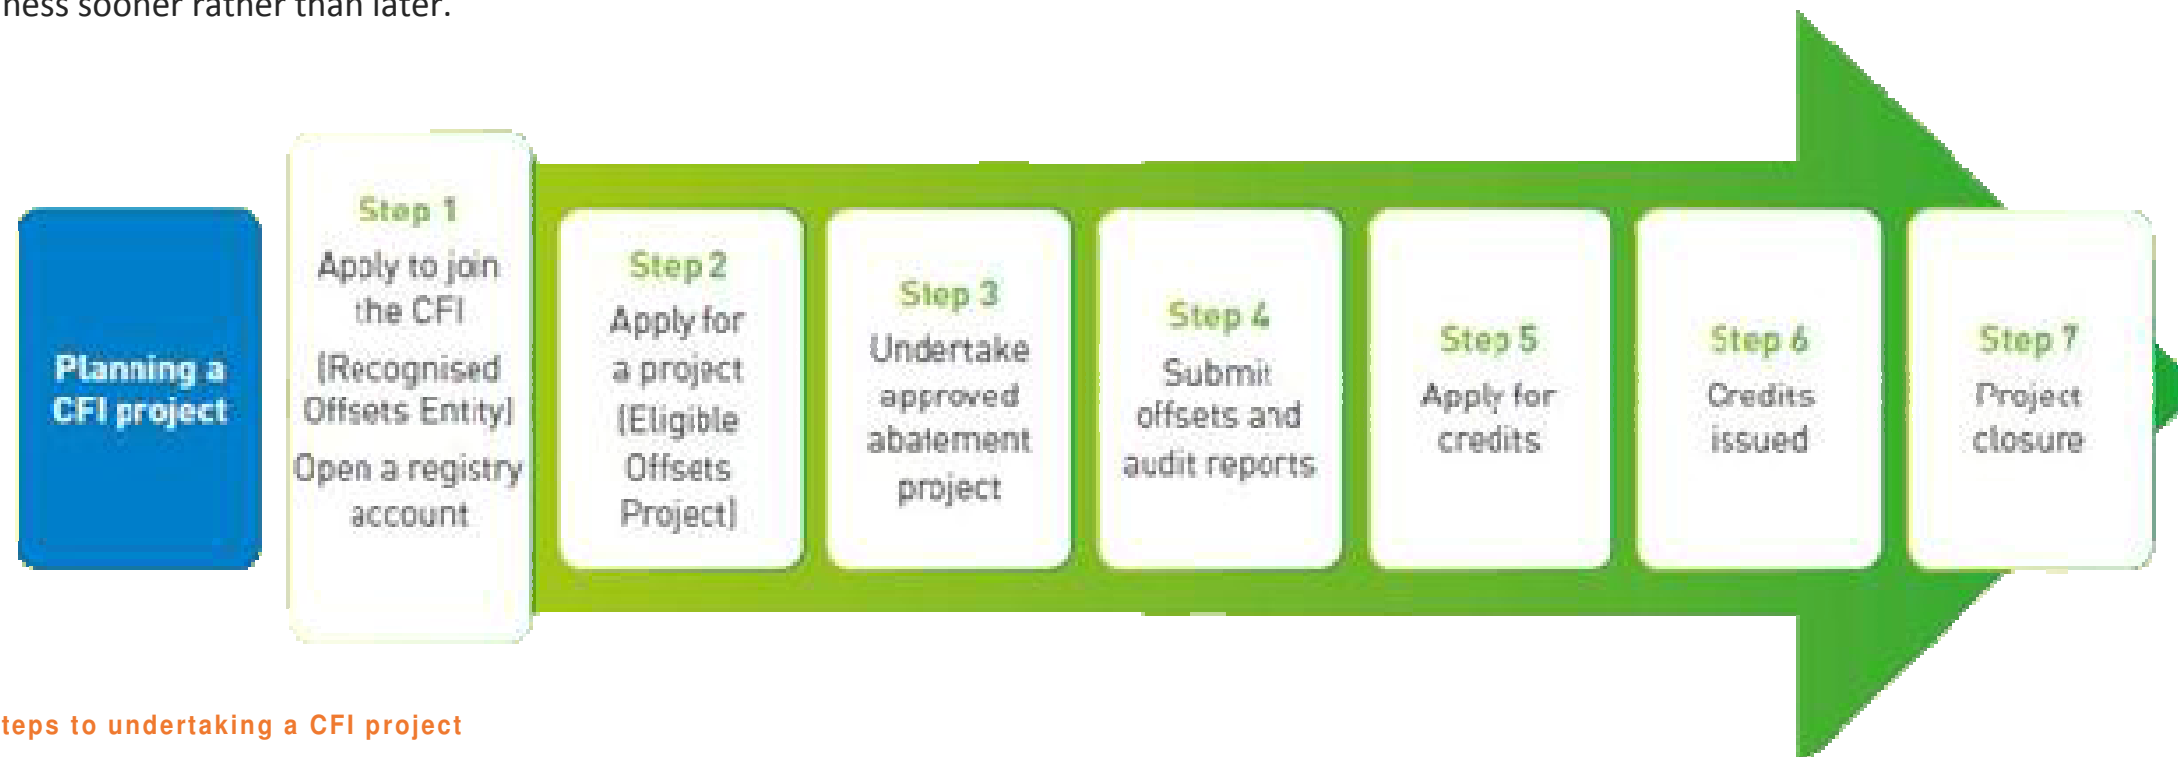 ness sooner rather than later.
Planning a
CFI project
Step 1
Apply to join
the CFI
(Recognised
Offsets Entity)
Open a registry
account
Step 2
Apply for
a project
(Eligible
Offsets
Project)
Step 3
Undertake
approved
abatement
project
Step 4
Submit
offsets and
audit reports
Step 5
Apply for
credits
Step 6
Credits
issued
Step 7
Project
closure
teps to undertaking a CFI project